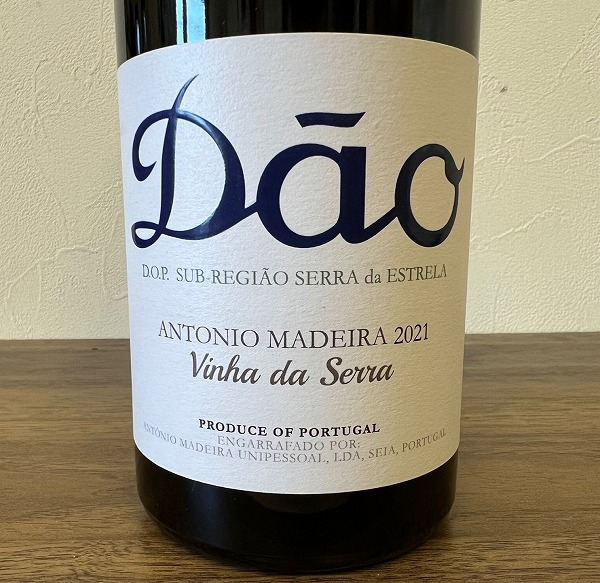 Dão
D.O.P. SUB-REGIÃO SERRA da ESTRELA
ANTONIO MADEIRA 2021
Vinha da Serra
PRODUCE OF PORTUGAL
ENGARRAFADO POR:
ANTÓNIO MADEIRA UNIPESSOAL, LDA, SEIA, PORTUGAL